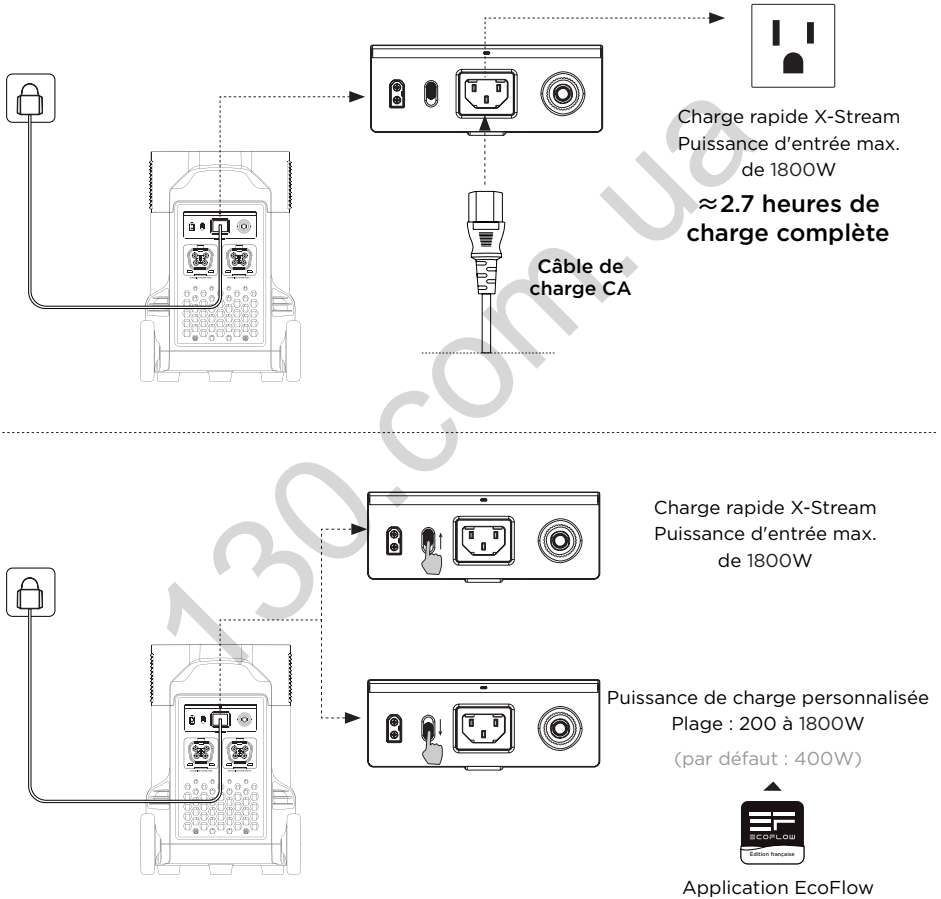 Charge rapide X-Stream
Puissance d'entrée max.
de 1800W
≈2.7 heures de
charge complète
Câble de
charge CA
130.com.ua
Charge rapide X-Stream
Puissance d'entrée max.
de 1800W
Puissance de charge personnalisée
Plage : 200 à 1800W
(par défaut : 400W)
EF
ECOFLOW
Édition française
Application EcoFlow